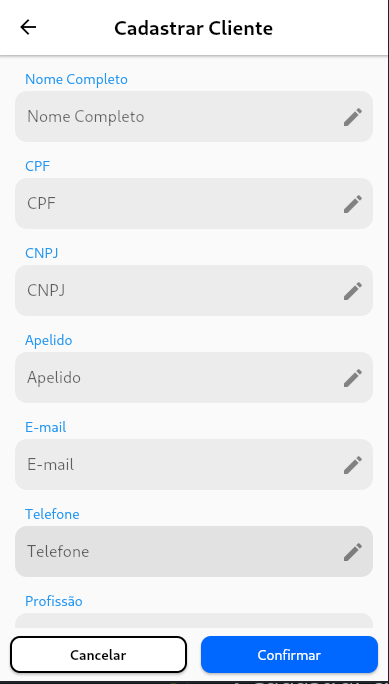 Cadastrar Cliente
Nome Completo
Nome Completo
CPF
CPF
CNPJ
CNPJ
Apelido
Apelido
E-mail
E-mail
Telefone
Telefone
Profissão
Cancelar
Confirmar